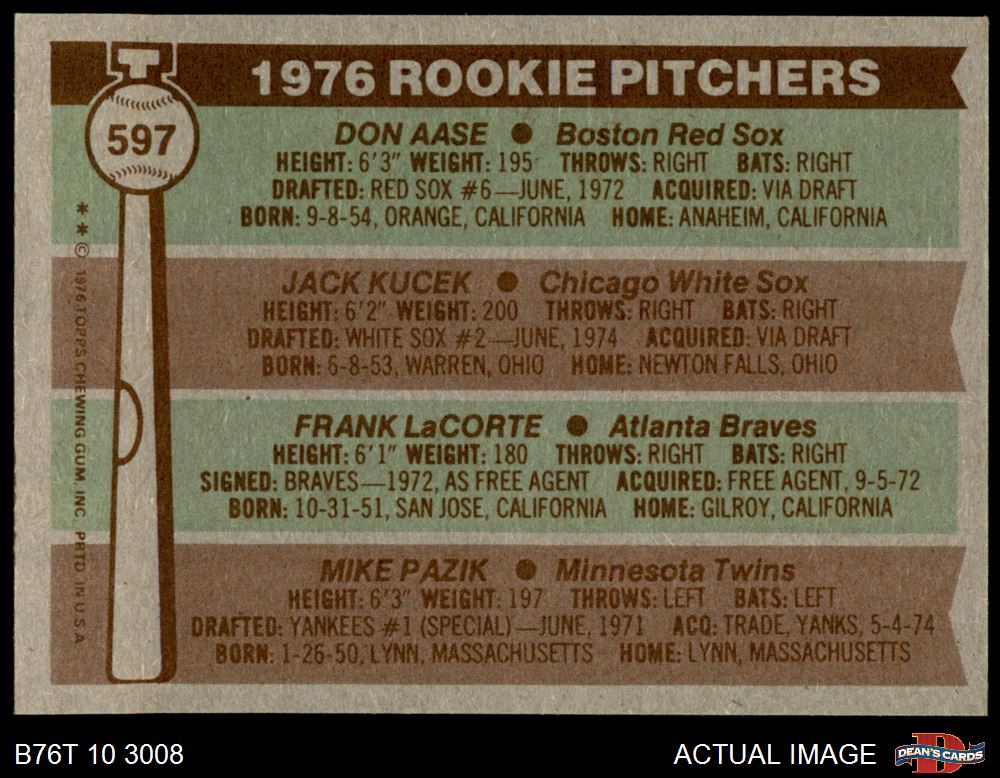 1976 ROOKIE PITCHERS
597
DON AASE ● Boston Red Sox
HEIGHT: 6'3" WEIGHT: 195 THROWS: RIGHT BATS: RIGHT
DRAFTED: RED SOX #6—JUNE, 1972 ACQUIRED: VIA DRAFT
BORN: 9-8-54, ORANGE, CALIFORNIA HOME: ANAHEIM, CALIFORNIA
JACK KUCEK ● Chicago White Sox
HEIGHT: 6'2" WEIGHT: 200 THROWS: RIGHT BATS: RIGHT
DRAFTED: WHITE SOX #2—JUNE, 1974 ACQUIRED: VIA DRAFT
BORN: 6-8-53, WARREN, OHIO HOME: NEWTON FALLS, OHIO
FRANK LaCORTE ● Atlanta Braves
HEIGHT: 6'1" WEIGHT: 180 THROWS: RIGHT BATS: RIGHT
SIGNED: BRAVES—1972, AS FREE AGENT ACQUIRED: FREE AGENT, 9-5-72
BORN: 10-31-51, SAN JOSE, CALIFORNIA HOME: GILROY, CALIFORNIA
MIKE PAZIK ● Minnesota Twins
HEIGHT: 6'3" WEIGHT: 197 THROWS: LEFT BATS: LEFT
DRAFTED: YANKEES #1 (SPECIAL)—JUNE, 1971 ACQ: TRADE, YANKS, 5-4-74
BORN: 1-26-50, LYNN, MASSACHUSETTS HOME: LYNN, MASSACHUSETTS
** © 1976 TOPPS CHEWING GUM, INC. PRTD. IN U.S.A.
B76T 10 3008
ACTUAL IMAGE
DEAN'S CARDS